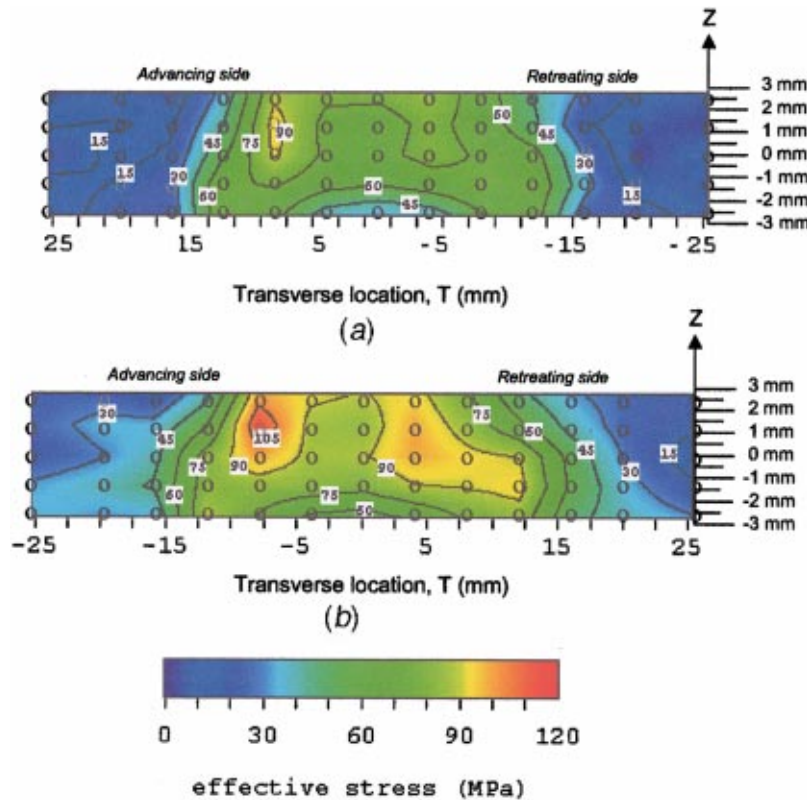 Z
Advancing side
Retreating side
3 mm
2 mm
1 mm
0 mm
-1 mm
-2 mm
-3 mm
15
15
20
45
60
75
90
60
45
60
45
30
15
25 15 5 -5 -15 -25
Transverse location, T (mm)
(a)
Z
Advancing side
Retreating side
3 mm
2 mm
1 mm
0 mm
-1 mm
-2 mm
-3 mm
30
45
60
75
90
105
90
75
60
75
60
45
30
15
-25 -15 -5 5 15 25
Transverse location, T (mm)
(b)
0 30 60 90 120
effective stress (MPa)